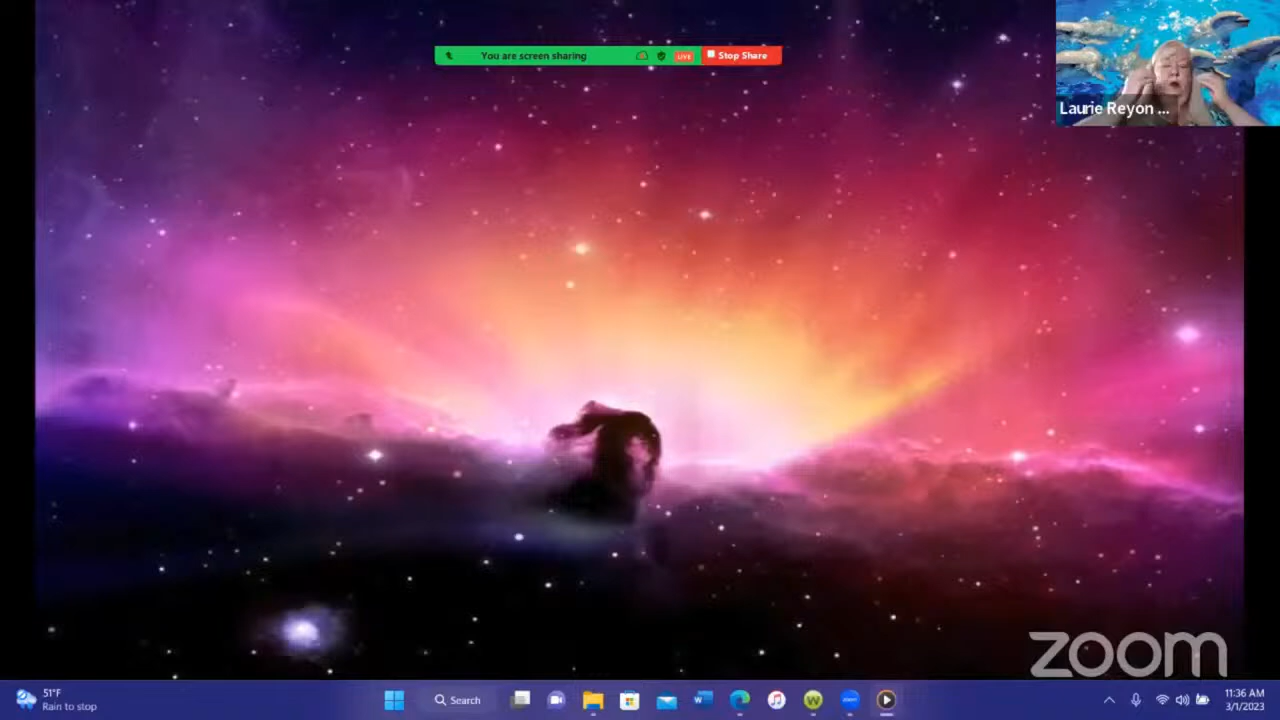 You are screen sharing
LIVE
Stop Share
Laurie Reyon ...
zoom
51°F
Rain to stop
Search
W
W
zoom
11:36 AM
3/1/2023